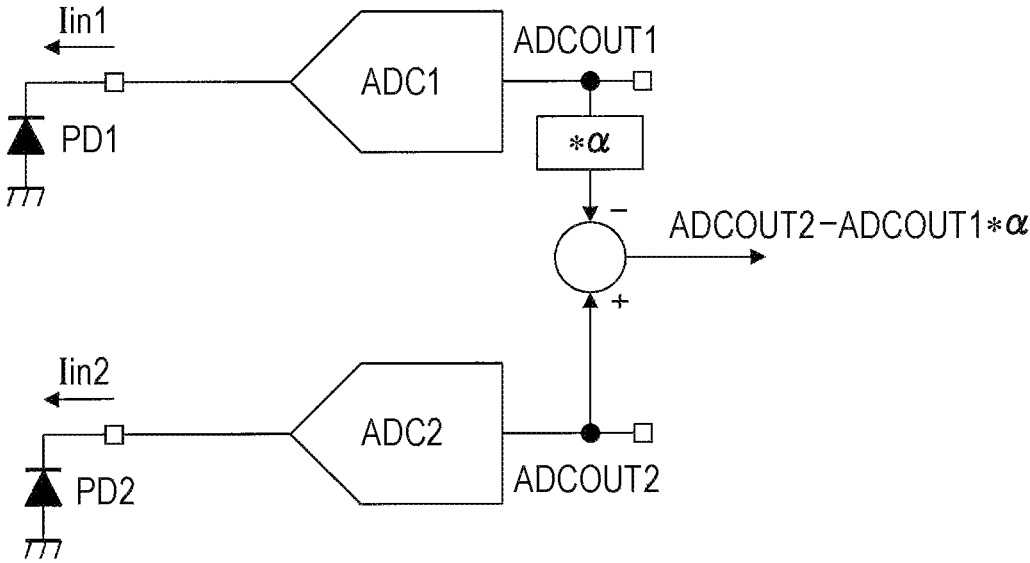 Iin1
ADCOUT1
ADC1
PD1
*α
−
ADCOUT2−ADCOUT1*α
+
Iin2
ADC2
PD2
ADCOUT2